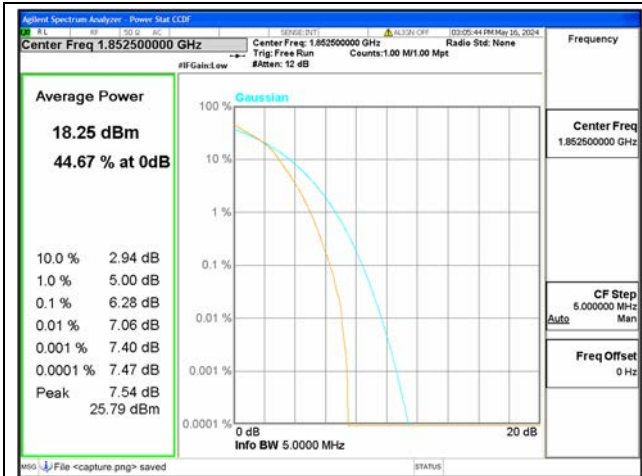 Agilent Spectrum Analyzer - Power Stat CCDF
RL RF 50 Ω AC SENSE:INT ALIGN OFF 03:05:44 PM May 16, 2024
Center Freq 1.852500000 GHz
Center Freq: 1.852500000 GHz Radio Std: None
Trig: Free Run Counts:1.00 M/1.00 Mpt
#IFGain:Low #Atten: 12 dB
Frequency
Average Power
18.25 dBm
44.67 % at 0dB
10.0 % 2.94 dB
1.0 % 5.00 dB
0.1 % 6.28 dB
0.01 % 7.06 dB
0.001 % 7.40 dB
0.0001 % 7.47 dB
Peak 7.54 dB
25.79 dBm
Gaussian
100 %
10 %
1 %
0.1 %
0.01 %
0.001 %
0.0001 %
0 dB 20 dB
Info BW 5.0000 MHz
Center Freq
1.852500000 GHz
CF Step
5.000000 MHz
Auto Man
Freq Offset
0 Hz
MSG File <capture.png> saved STATUS